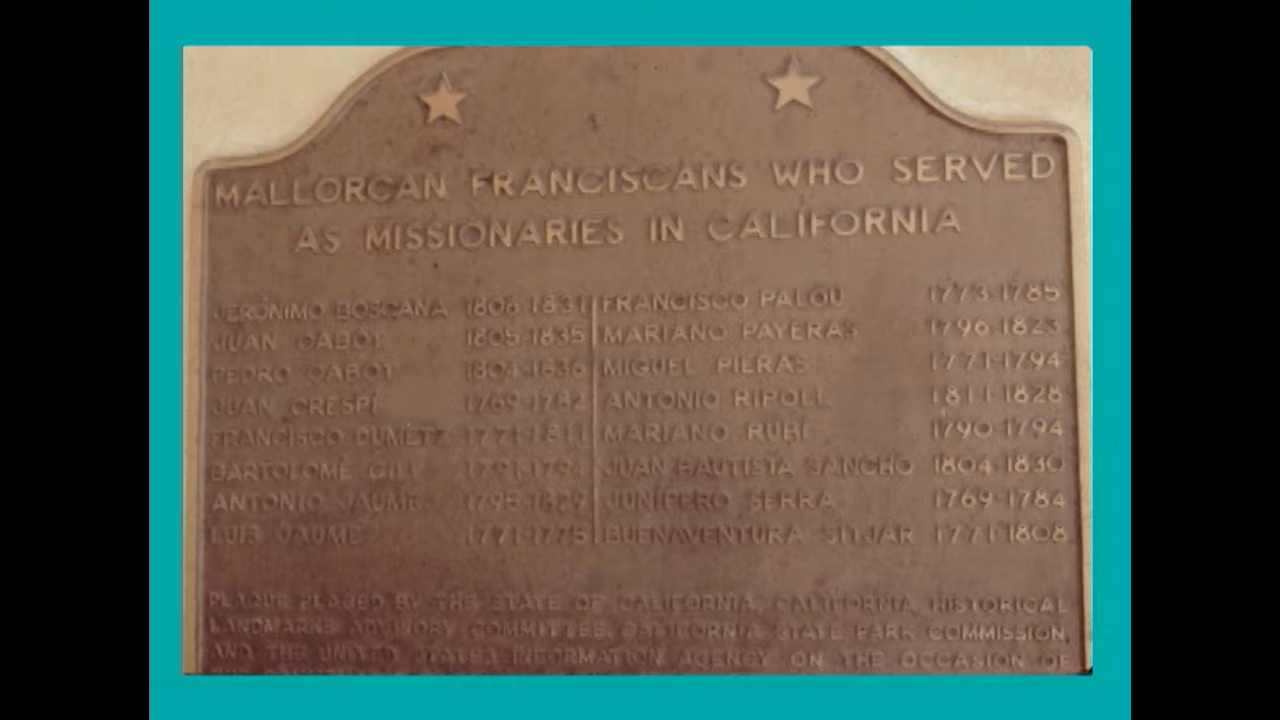 MALLORCAN FRANCISCANS WHO SERVED
AS MISSIONARIES IN CALIFORNIA
JERÓNIMO BOSCANA 1806-1831
JUAN CABOT 1805-1835
PEDRO CABOT 1804-1836
JUAN CRESPÍ 1769-1782
FRANCISCO DUMETZ 1771-1811
BARTOLOMÉ GILI 1791-1794
ANTONIO JAUME 1795-1829
LUIS JAUME 1771-1775
FRANCISCO PALOU 1773-1785
MARIANO PAYERAS 1796-1823
MIGUEL PIERAS 1771-1794
ANTONIO RIPOLL 1811-1828
MARIANO RUBÍ 1790-1794
JUAN BAUTISTA SANCHO 1804-1830
JUNÍPERO SERRA 1769-1784
BUENAVENTURA SITJAR 1771-1808
PLAQUE PLACED BY THE STATE OF CALIFORNIA, CALIFORNIA HISTORICAL
LANDMARKS ADVISORY COMMITTEE, CALIFORNIA STATE PARK COMMISSION,
AND THE UNITED STATES INFORMATION AGENCY ON THE OCCASION OF